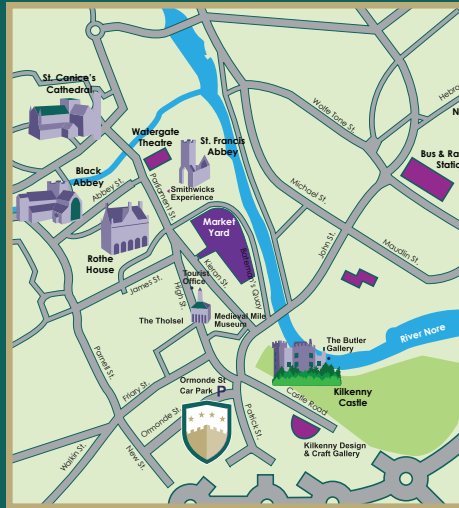 St. Canice's
Cathedral
Wolfe Tone St.
Watergate
Theatre
St. Francis
Abbey
Bus & Ra
Statio
Black
Abbey
Abbey St.
Parliament St.
Smithwicks
Experience
Michael St.
Market
Yard
John St.
Maudlin St.
Rothe
House
Kieran St.
Bateman's Quay
Tourist
Office
James St.
High St.
The Tholsel
Medieval Mile
Museum
River Nore
The Butler
Gallery
Parnell St.
Friary St.
Ormonde St
Car Park P
Kilkenny
Castle
Castle Road
Ormonde St.
Patrick St.
Kilkenny Design
& Craft Gallery
Walkin St.
New St.
Hebro
N